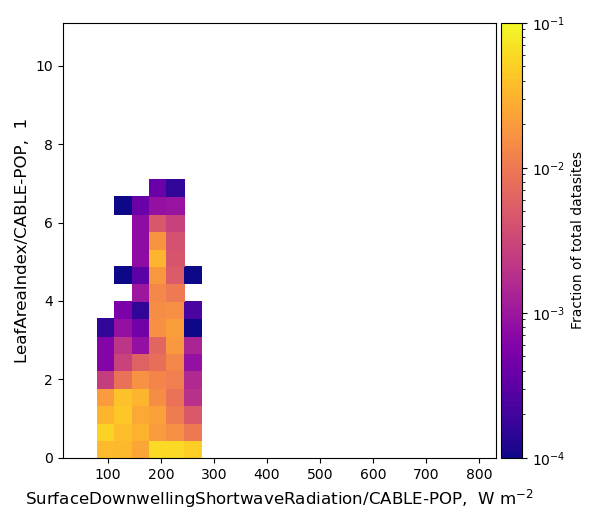 LeafAreaIndex/CABLE-POP, 1
10
8
6
4
2
0
100 200 300 400 500 600 700 800
SurfaceDownwellingShortwaveRadiation/CABLE-POP, W m⁻²
10⁻¹
10⁻²
10⁻³
10⁻⁴
Fraction of total datasites